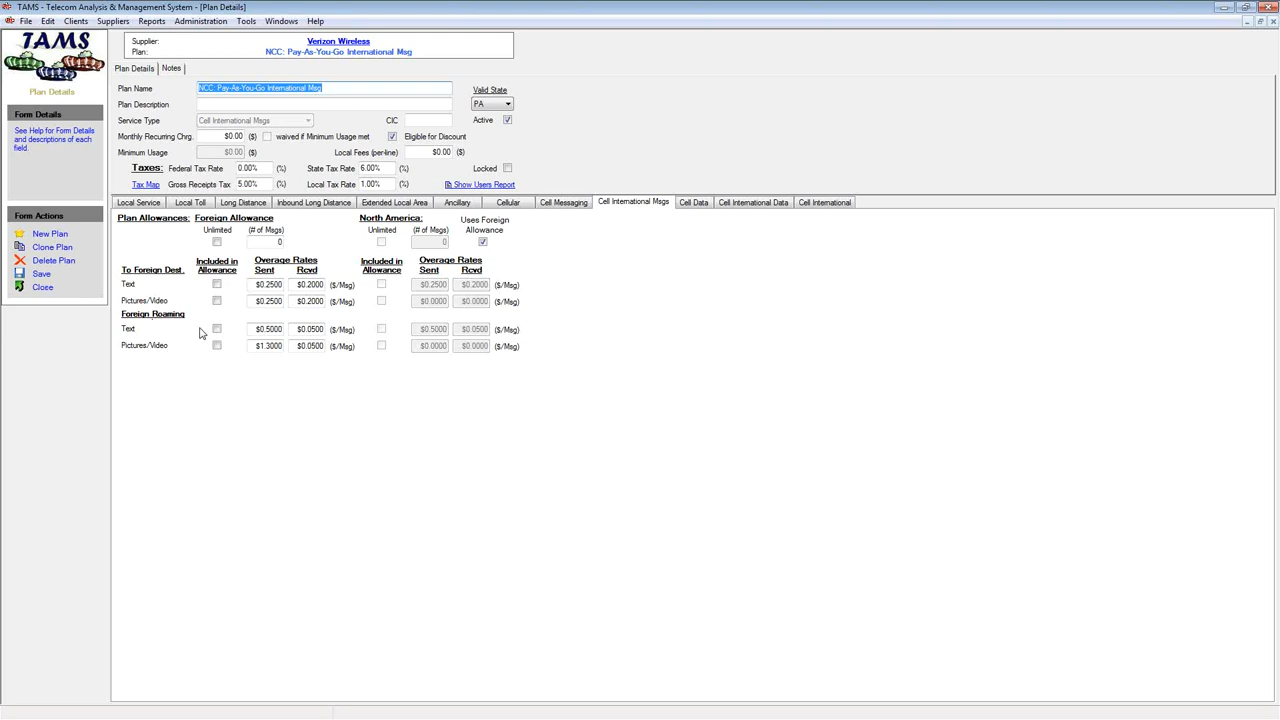 TAMS - Telecom Analysis & Management System - [Plan Details]
File Edit Clients Suppliers Reports Administration Tools Windows Help
TAMS
Plan Details
Form Details
See Help for Form Details
and descriptions of each
field.
Form Actions
New Plan
Clone Plan
Delete Plan
Save
Close
Supplier: Verizon Wireless
Plan: NCC: Pay-As-You-Go International Msg
Plan Details Notes
Plan Name NCC: Pay-As-You-Go International Msg Valid State
Plan Description PA
Service Type Cell International Msgs CIC Active
Monthly Recurring Chrg. $0.00 ($) waived if Minimum Usage met Eligible for Discount
Minimum Usage $0.00 ($) Local Fees (per-line) $0.00 ($)
Taxes: Federal Tax Rate 0.00% (%) State Tax Rate 6.00% (%) Locked
Tax Map Gross Receipts Tax 5.00% (%) Local Tax Rate 1.00% (%) Show Users Report
Local Service Local Toll Long Distance Inbound Long Distance Extended Local Area Ancillary Cellular Cell Messaging Cell International Msgs Cell Data Cell International Data Cell International
Plan Allowances: Foreign Allowance North America: Uses Foreign
Unlimited (# of Msgs) Unlimited (# of Msgs) Allowance
0 0
Included in Overage Rates Included in Overage Rates
To Foreign Dest. Allowance Sent Rcvd Allowance Sent Rcvd
Text $0.2500 $0.2000 ($/Msg) $0.2500 $0.2000 ($/Msg)
Pictures/Video $0.2500 $0.2000 ($/Msg) $0.0000 $0.0000 ($/Msg)
Foreign Roaming
Text $0.5000 $0.0500 ($/Msg) $0.5000 $0.0500 ($/Msg)
Pictures/Video $1.3000 $0.0500 ($/Msg) $0.0000 $0.0000 ($/Msg)